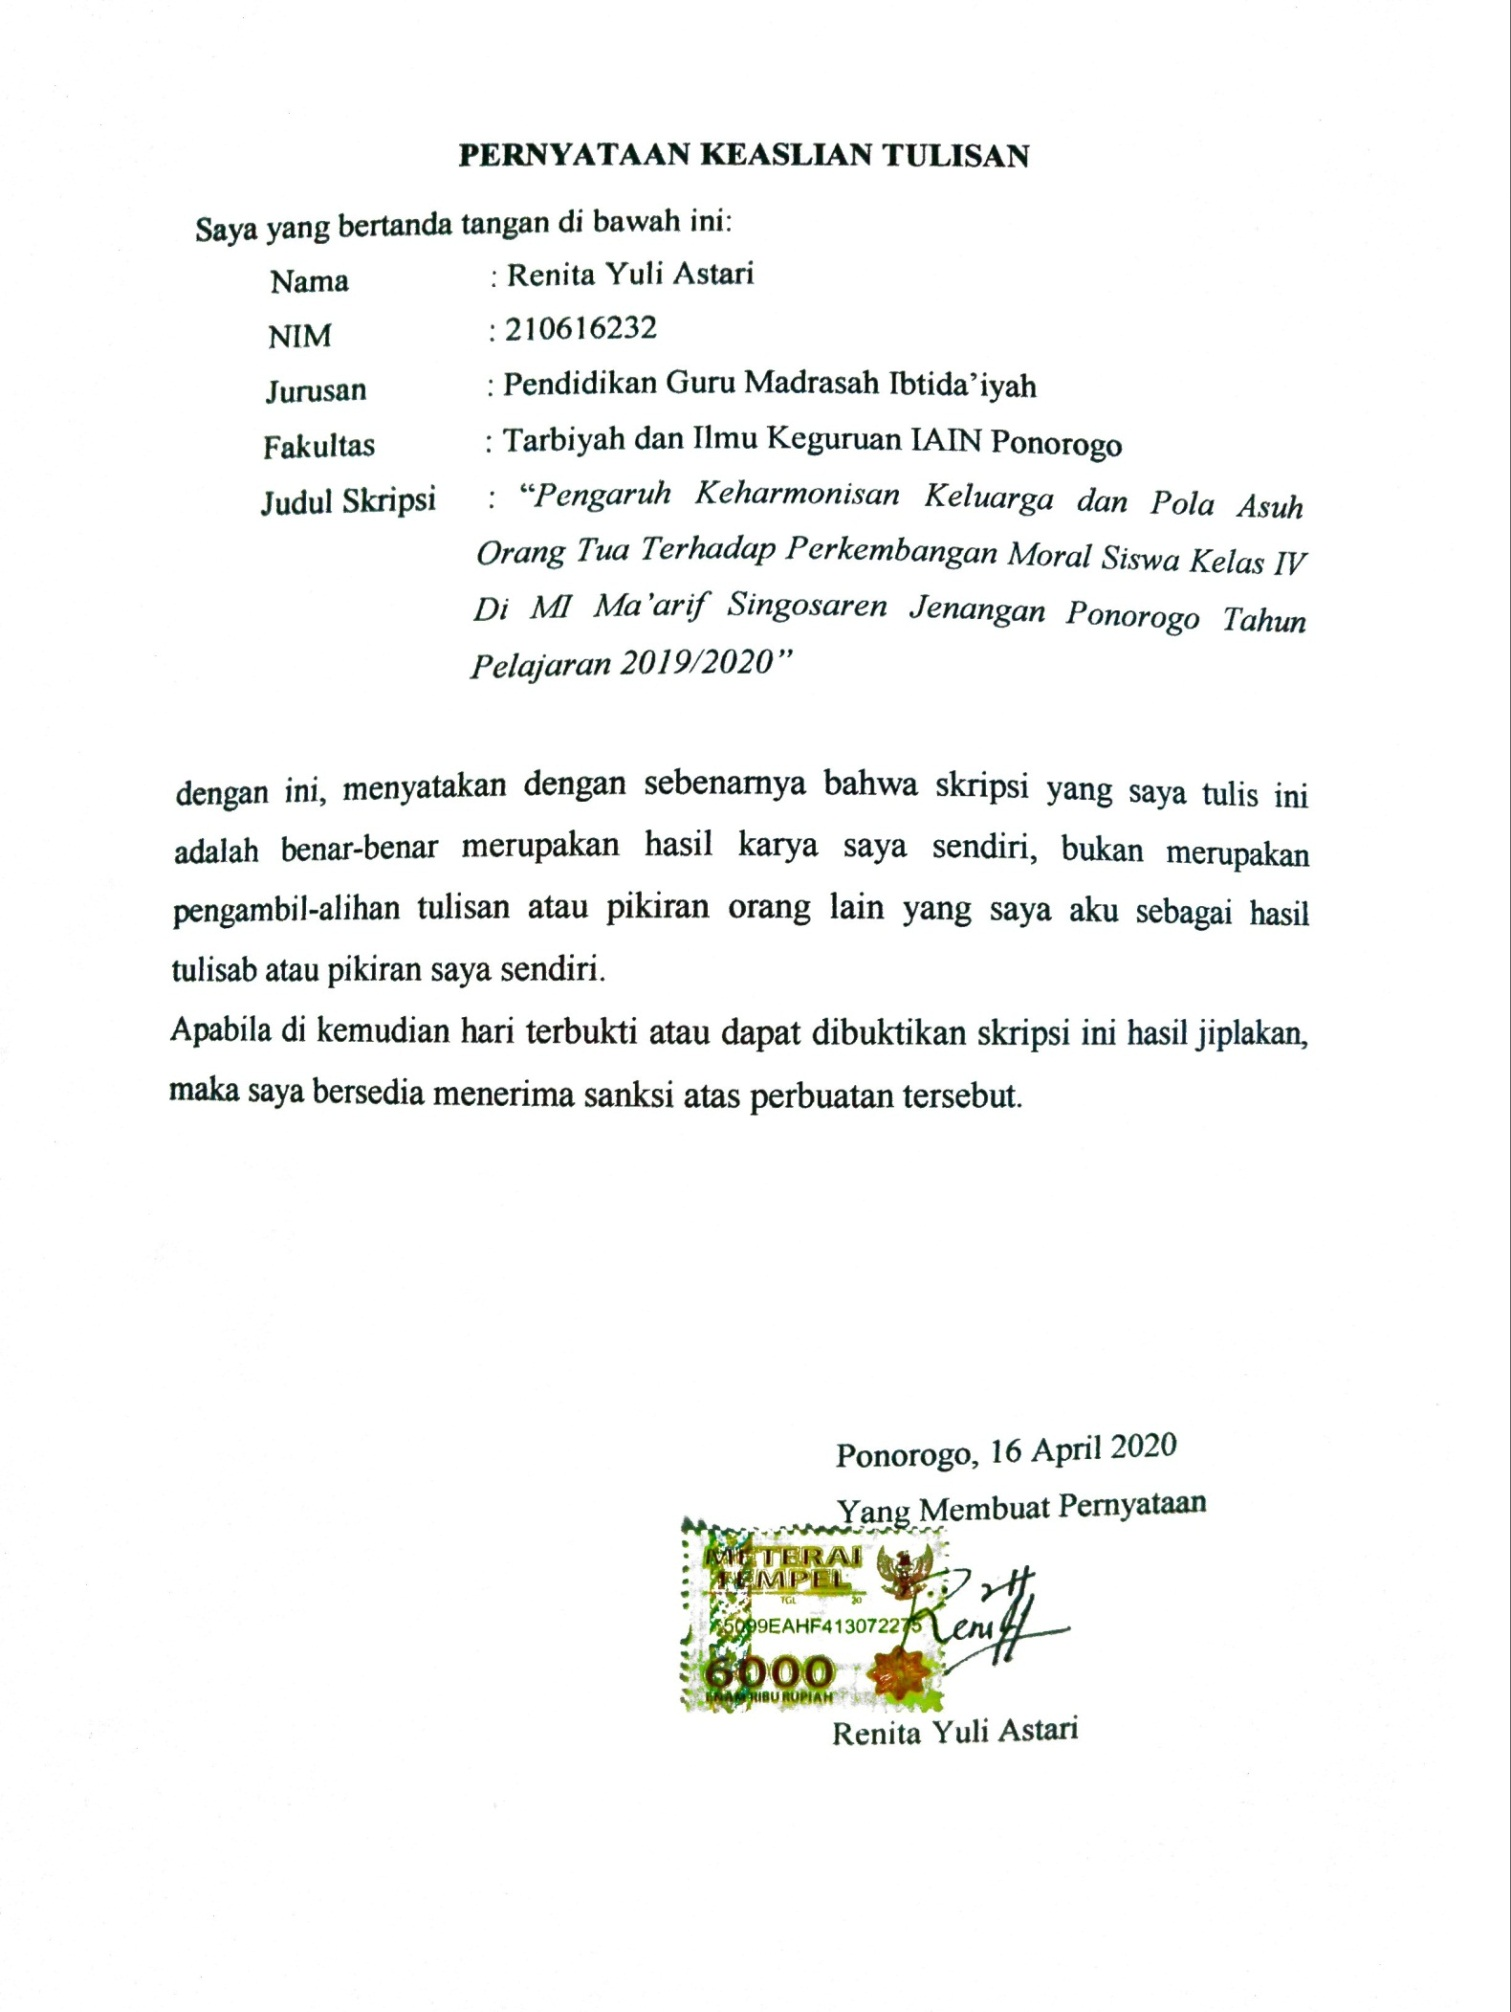 PERNYATAAN KEASLIAN TULISAN
Saya yang bertanda tangan di bawah ini:
Nama : Renita Yuli Astari
NIM : 210616232
Jurusan : Pendidikan Guru Madrasah Ibtida’iyah
Fakultas : Tarbiyah dan Ilmu Keguruan IAIN Ponorogo
Judul Skripsi : “Pengaruh Keharmonisan Keluarga dan Pola Asuh
Orang Tua Terhadap Perkembangan Moral Siswa Kelas IV
Di MI Ma’arif Singosaren Jenangan Ponorogo Tahun
Pelajaran 2019/2020”
dengan ini, menyatakan dengan sebenarnya bahwa skripsi yang saya tulis ini
adalah benar-benar merupakan hasil karya saya sendiri, bukan merupakan
pengambil-alihan tulisan atau pikiran orang lain yang saya aku sebagai hasil
tulisab atau pikiran saya sendiri.
Apabila di kemudian hari terbukti atau dapat dibuktikan skripsi ini hasil jiplakan,
maka saya bersedia menerima sanksi atas perbuatan tersebut.
Ponorogo, 16 April 2020
Yang Membuat Pernyataan
METERAI
TEMPEL
TGL 20
6000
ENAM RIBU RUPIAH
Renita Yuli Astari